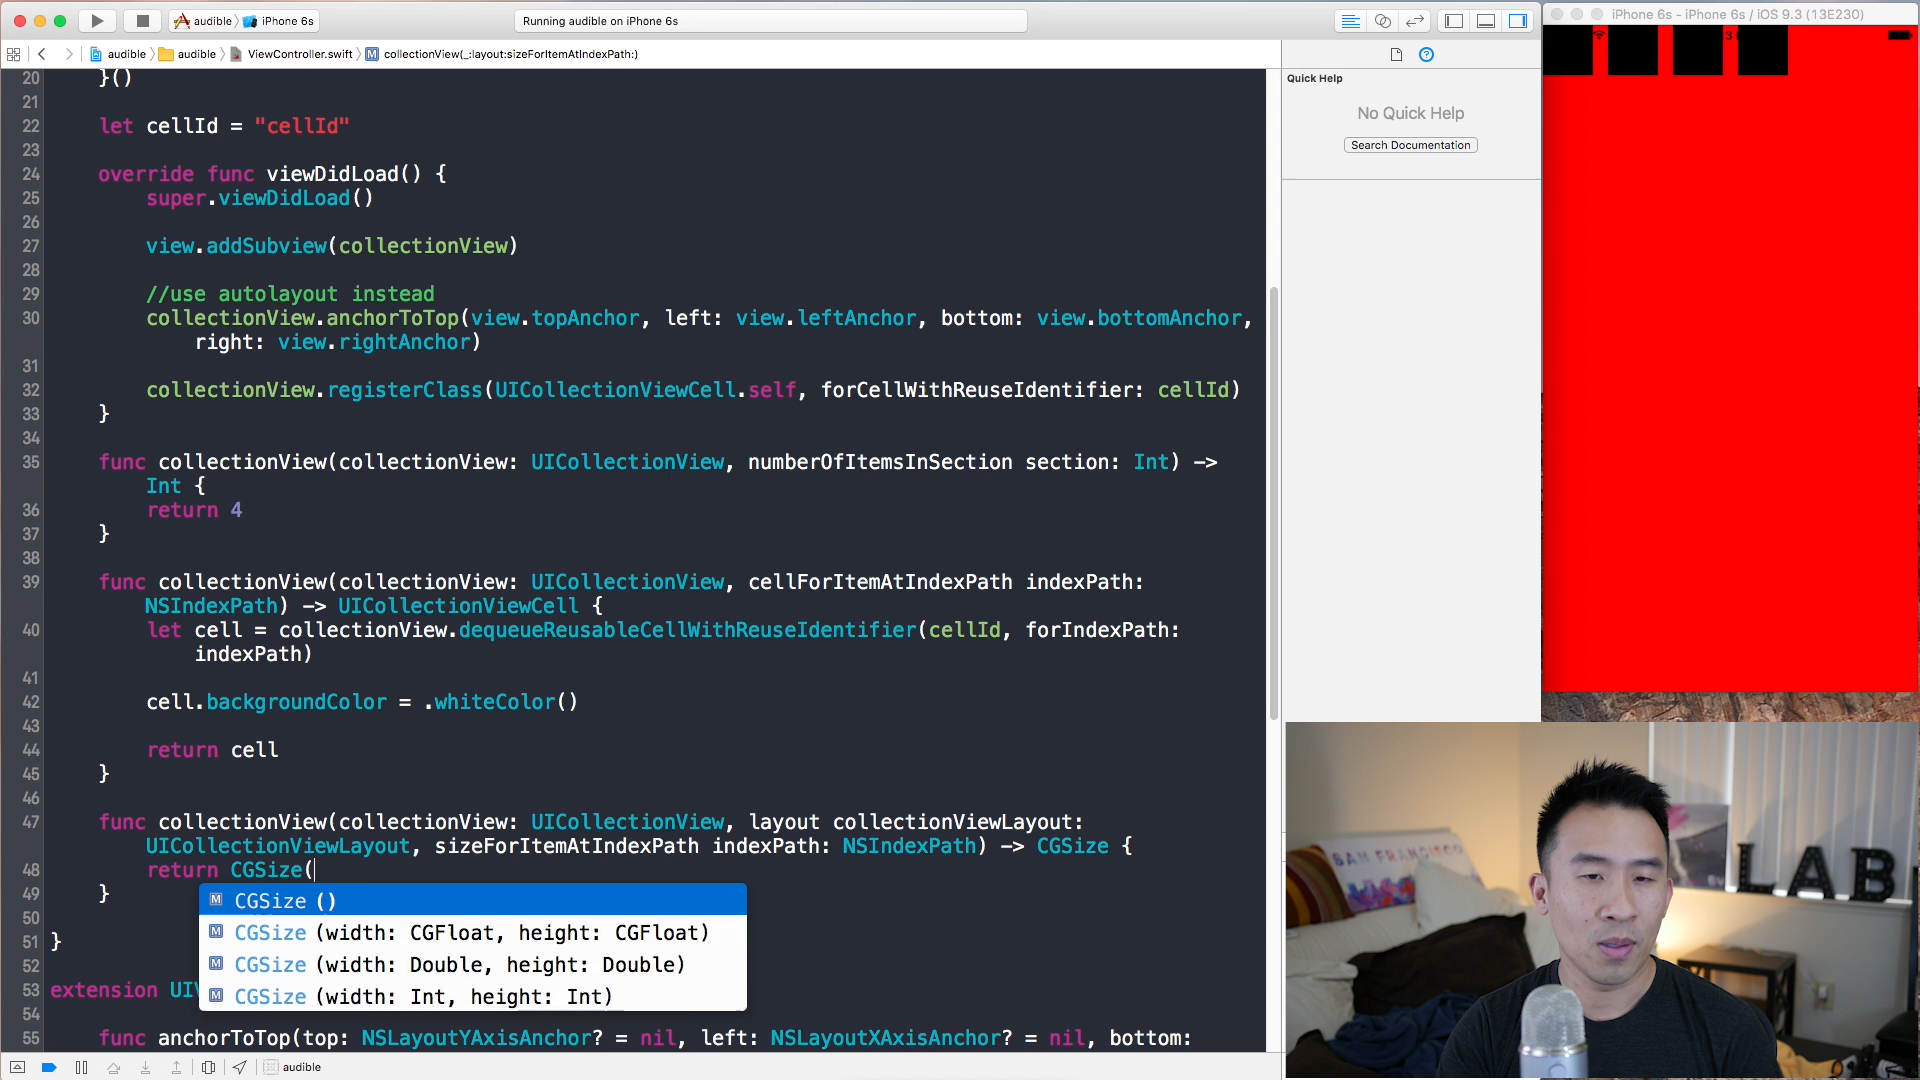 audible
iPhone 6s
Running audible on iPhone 6s
iPhone 6s - iPhone 6s / iOS 9.3 (13E230)
audible
audible
ViewController.swift
collectionView(_:layout:sizeForItemAtIndexPath:)
Quick Help
No Quick Help
Search Documentation
20 }()
21
22 let cellId = "cellId"
23
24 override func viewDidLoad() {
25 super.viewDidLoad()
26
27 view.addSubview(collectionView)
28
29 //use autolayout instead
30 collectionView.anchorToTop(view.topAnchor, left: view.leftAnchor, bottom: view.bottomAnchor,
right: view.rightAnchor)
31
32 collectionView.registerClass(UICollectionViewCell.self, forCellWithReuseIdentifier: cellId)
33 }
34
35 func collectionView(collectionView: UICollectionView, numberOfItemsInSection section: Int) ->
Int {
36 return 4
37 }
38
39 func collectionView(collectionView: UICollectionView, cellForItemAtIndexPath indexPath:
NSIndexPath) -> UICollectionViewCell {
40 let cell = collectionView.dequeueReusableCellWithReuseIdentifier(cellId, forIndexPath:
indexPath)
41
42 cell.backgroundColor = .whiteColor()
43
44 return cell
45 }
46
47 func collectionView(collectionView: UICollectionView, layout collectionViewLayout:
UICollectionViewLayout, sizeForItemAtIndexPath indexPath: NSIndexPath) -> CGSize {
48 return CGSize(
49 }
M CGSize ()
50
M CGSize (width: CGFloat, height: CGFloat)
51 }
M CGSize (width: Double, height: Double)
52
53 extension UIV
M CGSize (width: Int, height: Int)
54
55 func anchorToTop(top: NSLayoutYAxisAnchor? = nil, left: NSLayoutXAxisAnchor? = nil, bottom:
audible
SAN FRANCISCO
LAB